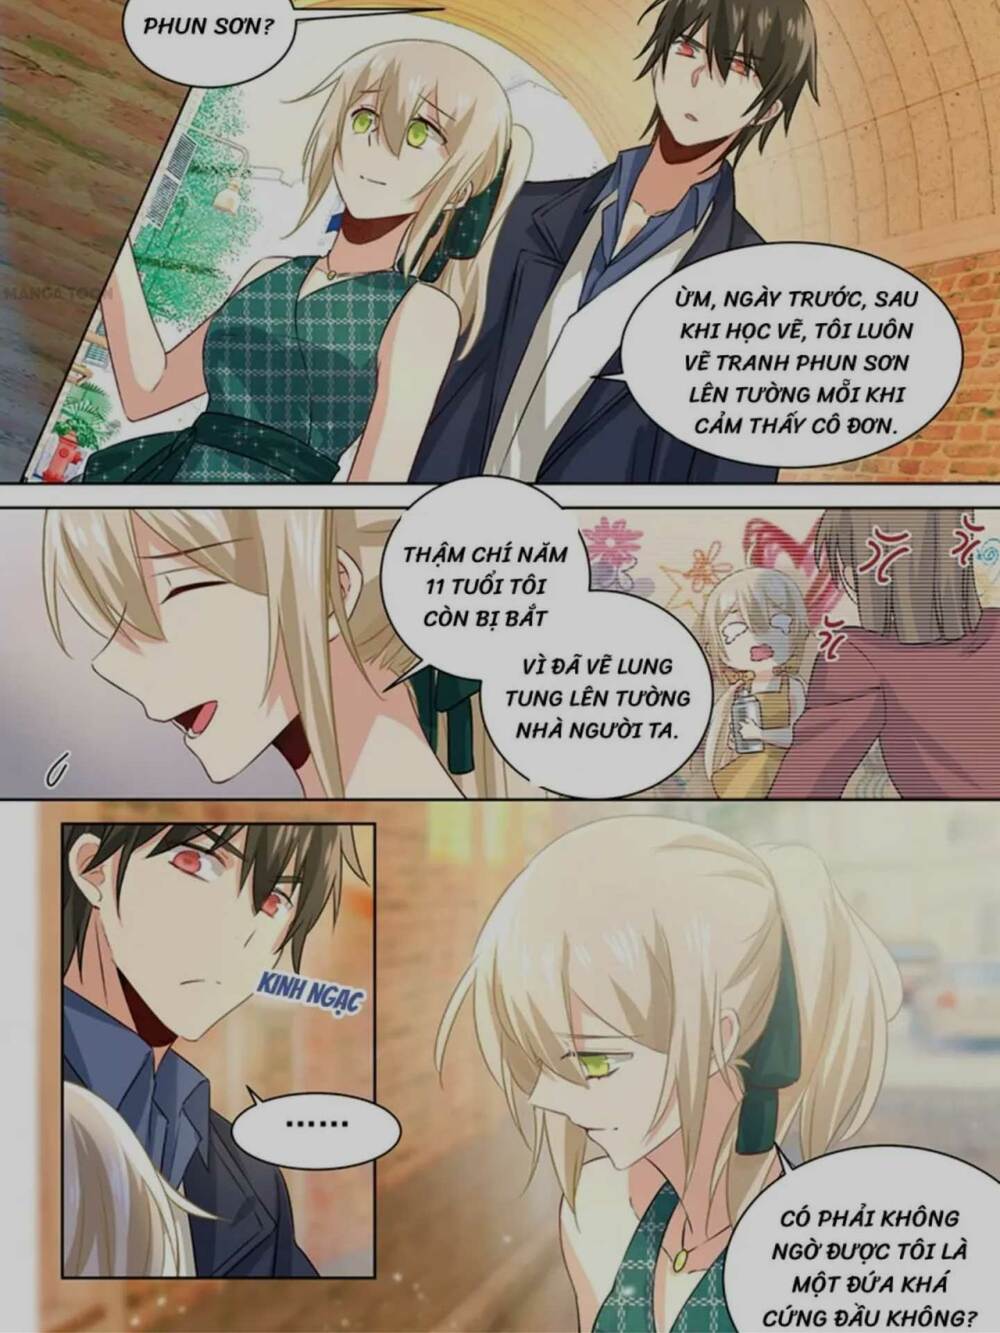 PHUN SƠN?
MANGA TOON
ỪM, NGÀY TRƯỚC, SAU
KHI HỌC VẼ, TÔI LUÔN
VẼ TRANH PHUN SƠN
LÊN TƯỜNG MỖI KHI
CẢM THẤY CÔ ĐƠN.
THẬM CHÍ NĂM
11 TUỔI TÔI
CÒN BỊ BẮT
VÌ ĐÃ VẼ LUNG
TUNG LÊN TƯỜNG
NHÀ NGƯỜI TA.
KINH NGẠC
......
CÓ PHẢI KHÔNG
NGỜ ĐƯỢC TÔI LÀ
MỘT ĐỨA KHÁ
CỨNG ĐẦU KHÔNG?